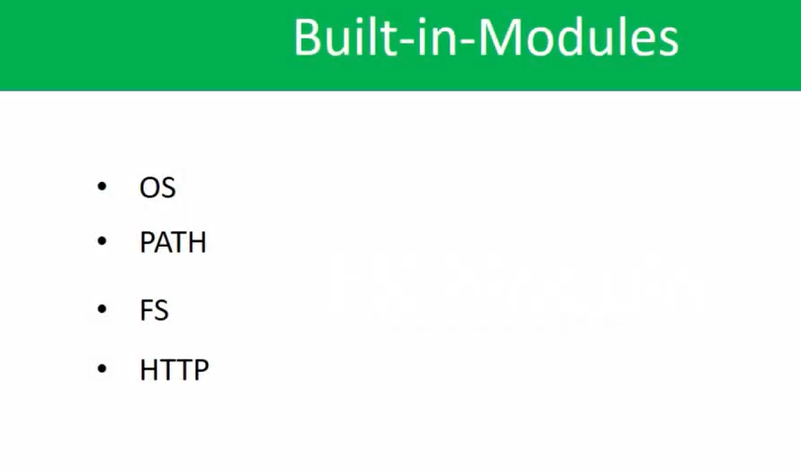 Built-in-Modules
• OS
• PATH
• FS
• HTTP